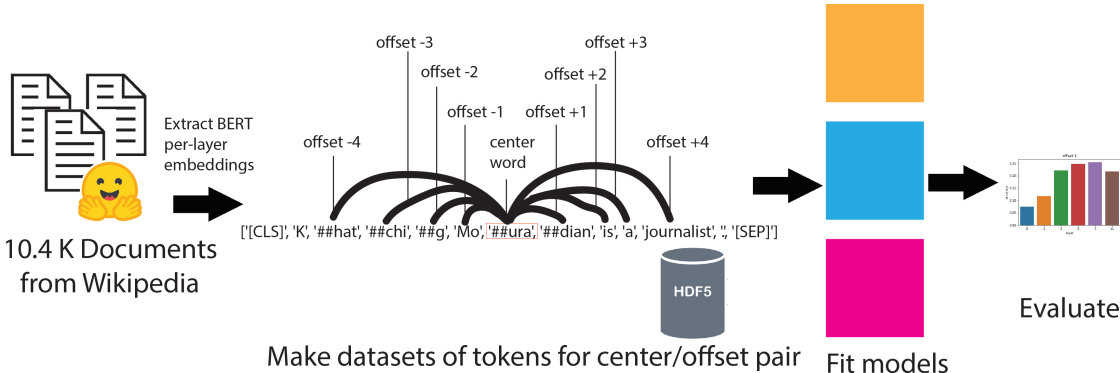 10.4 K Documents
from Wikipedia
Extract BERT
per-layer
embeddings
offset -4
offset -3
offset -2
offset -1
center
word
offset +1
offset +2
offset +3
offset +4
['[CLS]', 'K', '##hat', '##chi', '##g', 'Mo', '##ura', '##dian', 'is', 'a', 'journalist', '.', '[SEP]']
HDF5
Make datasets of tokens for center/offset pair
Fit models
offset 1
Evaluate